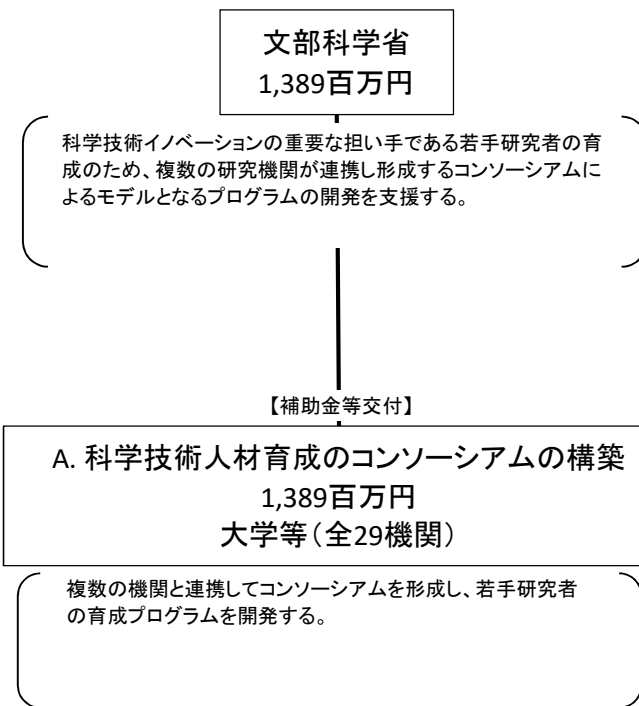 文部科学省
1,389百万円
科学技術イノベーションの重要な担い手である若手研究者の育
成のため、複数の研究機関が連携し形成するコンソーシアムに
よるモデルとなるプログラムの開発を支援する。
【補助金等交付】
A. 科学技術人材育成のコンソーシアムの構築
1,389百万円
大学等（全29機関）
複数の機関と連携してコンソーシアムを形成し、若手研究者
の育成プログラムを開発する。